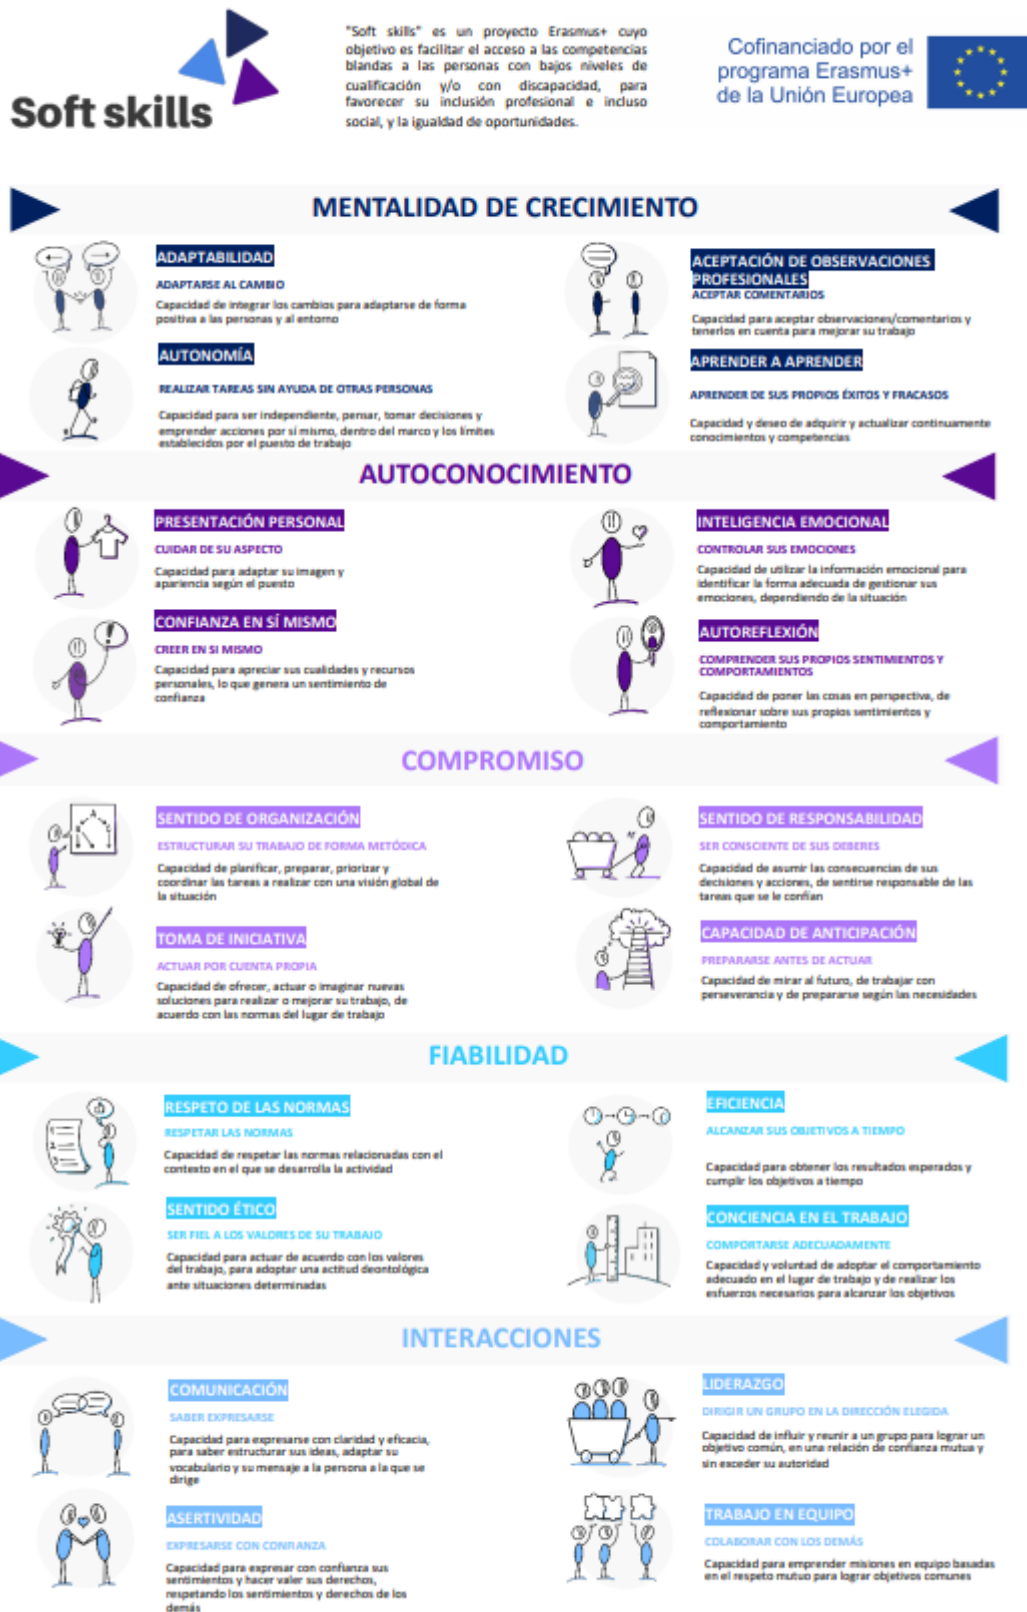 Soft skills
"Soft skills" es un proyecto Erasmus+ cuyo
objetivo es facilitar el acceso a las competencias
blandas a las personas con bajos niveles de
cualificación y/o con discapacidad, para
favorecer su inclusión profesional e incluso
social, y la igualdad de oportunidades.
Cofinanciado por el
programa Erasmus+
de la Unión Europea
MENTALIDAD DE CRECIMIENTO
ADAPTABILIDAD
ADAPTARSE AL CAMBIO
Capacidad de integrar los cambios para adaptarse de forma
positiva a las personas y al entorno
ACEPTACIÓN DE OBSERVACIONES
PROFESIONALES
ACEPTAR COMENTARIOS
Capacidad para aceptar observaciones/comentarios y
tenerlos en cuenta para mejorar su trabajo
AUTONOMÍA
REALIZAR TAREAS SIN AYUDA DE OTRAS PERSONAS
Capacidad para ser independiente, pensar, tomar decisiones y
emprender acciones por sí mismo, dentro del marco y los límites
establecidos por el puesto de trabajo
APRENDER A APRENDER
APRENDER DE SUS PROPIOS ÉXITOS Y FRACASOS
Capacidad y deseo de adquirir y actualizar continuamente
conocimientos y competencias
AUTOCONOCIMIENTO
PRESENTACIÓN PERSONAL
CUIDAR DE SU ASPECTO
Capacidad para adaptar su imagen y
apariencia según el puesto
INTELIGENCIA EMOCIONAL
CONTROLAR SUS EMOCIONES
Capacidad de utilizar la información emocional para
identificar la forma adecuada de gestionar sus
emociones, dependiendo de la situación
CONFIANZA EN SÍ MISMO
CREER EN SI MISMO
Capacidad para apreciar sus cualidades y recursos
personales, lo que genera un sentimiento de
confianza
AUTOREFLEXIÓN
COMPRENDER SUS PROPIOS SENTIMIENTOS Y
COMPORTAMIENTOS
Capacidad de poner las cosas en perspectiva, de
reflexionar sobre sus propios sentimientos y
comportamiento
COMPROMISO
SENTIDO DE ORGANIZACIÓN
ESTRUCTURAR SU TRABAJO DE FORMA METÓDICA
Capacidad de planificar, preparar, priorizar y
coordinar las tareas a realizar con una visión global de
la situación
SENTIDO DE RESPONSABILIDAD
SER CONSCIENTE DE SUS DEBERES
Capacidad de asumir las consecuencias de sus
decisiones y acciones, de sentirse responsable de las
tareas que se le confían
TOMA DE INICIATIVA
ACTUAR POR CUENTA PROPIA
Capacidad de ofrecer, actuar o imaginar nuevas
soluciones para realizar o mejorar su trabajo, de
acuerdo con las normas del lugar de trabajo
CAPACIDAD DE ANTICIPACIÓN
PREPARARSE ANTES DE ACTUAR
Capacidad de mirar al futuro, de trabajar con
perseverancia y de prepararse según las necesidades
FIABILIDAD
RESPETO DE LAS NORMAS
RESPETAR LAS NORMAS
Capacidad de respetar las normas relacionadas con el
contexto en el que se desarrolla la actividad
EFICIENCIA
ALCANZAR SUS OBJETIVOS A TIEMPO
Capacidad para obtener los resultados esperados y
cumplir los objetivos a tiempo
SENTIDO ÉTICO
SER FIEL A LOS VALORES DE SU TRABAJO
Capacidad para actuar de acuerdo con los valores
del trabajo, para adoptar una actitud deontológica
ante situaciones determinadas
CONCIENCIA EN EL TRABAJO
COMPORTARSE ADECUADAMENTE
Capacidad y voluntad de adoptar el comportamiento
adecuado en el lugar de trabajo y de realizar los
esfuerzos necesarios para alcanzar los objetivos
INTERACCIONES
COMUNICACIÓN
SABER EXPRESARSE
Capacidad para expresarse con claridad y eficacia,
para saber estructurar sus ideas, adaptar su
vocabulario y su mensaje a la persona a la que se
dirige
LIDERAZGO
DIRIGIR UN GRUPO EN LA DIRECCIÓN ELEGIDA
Capacidad de influir y reunir a un grupo para lograr un
objetivo común, en una relación de confianza mutua y
sin exceder su autoridad
ASERTIVIDAD
EXPRESARSE CON CONFIANZA
Capacidad para expresar con confianza sus
sentimientos y hacer valer sus derechos,
respetando los sentimientos y derechos de los
demás
TRABAJO EN EQUIPO
COLABORAR CON LOS DEMÁS
Capacidad para emprender misiones en equipo basadas
en el respeto mutuo para lograr objetivos comunes